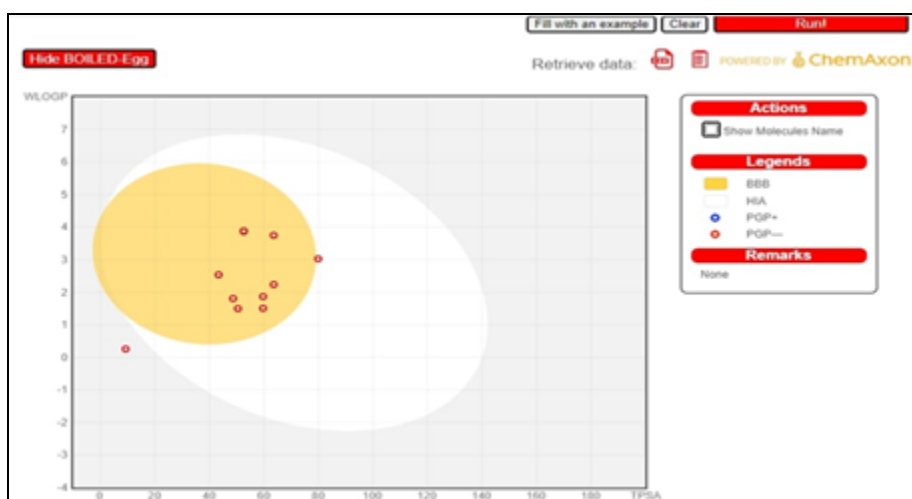 Fill with an example Clear Run!
Hide BOILED-Egg
Retrieve data: POWERED BY ChemAxon
WLOGP
Actions
Show Molecules Name
Legends
BBB
HIA
PGP+
PGP—
Remarks
None
7
6
5
4
3
2
1
0
-1
-2
-3
-4
0 20 40 60 80 100 120 140 160 180 TPSA